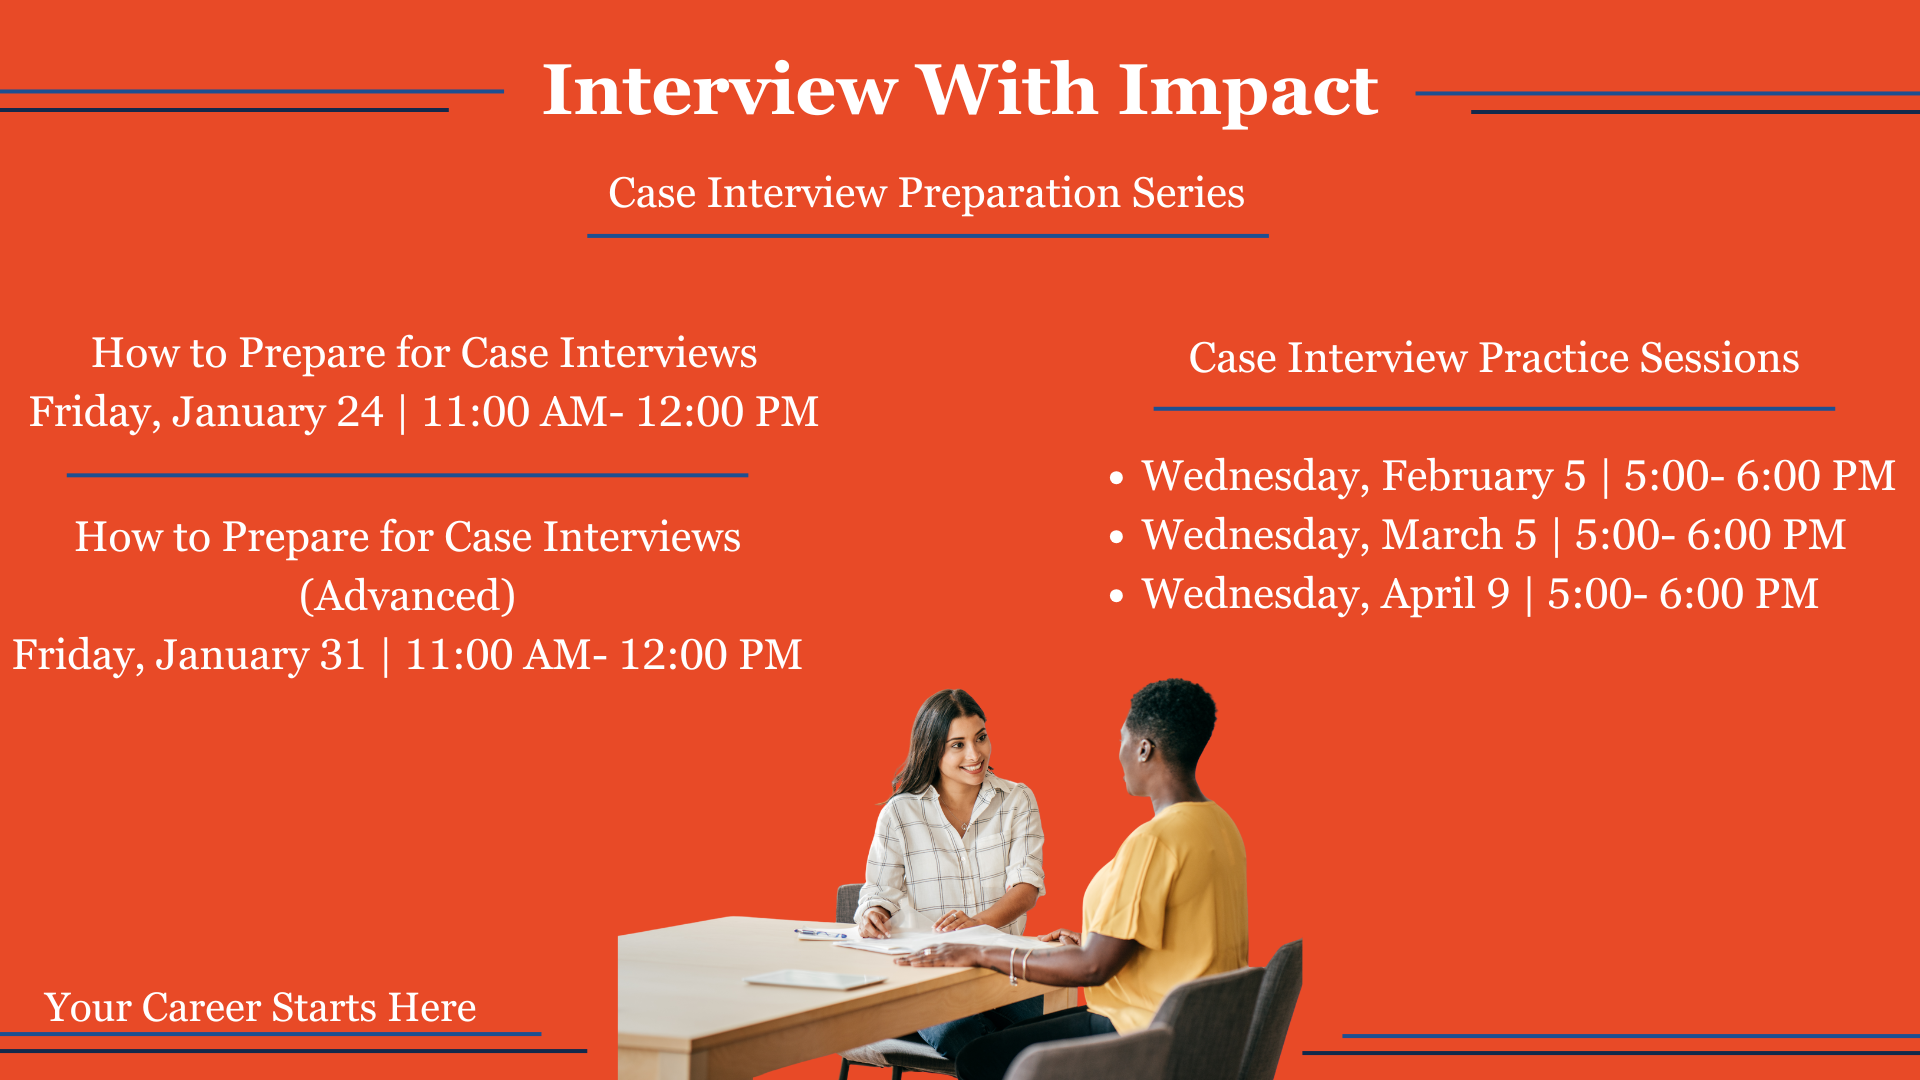 Interview With Impact
Case Interview Preparation Series
How to Prepare for Case Interviews
Friday, January 24 | 11:00 AM- 12:00 PM
How to Prepare for Case Interviews
(Advanced)
Friday, January 31 | 11:00 AM- 12:00 PM
Case Interview Practice Sessions
• Wednesday, February 5 | 5:00- 6:00 PM
• Wednesday, March 5 | 5:00- 6:00 PM
• Wednesday, April 9 | 5:00- 6:00 PM
Your Career Starts Here